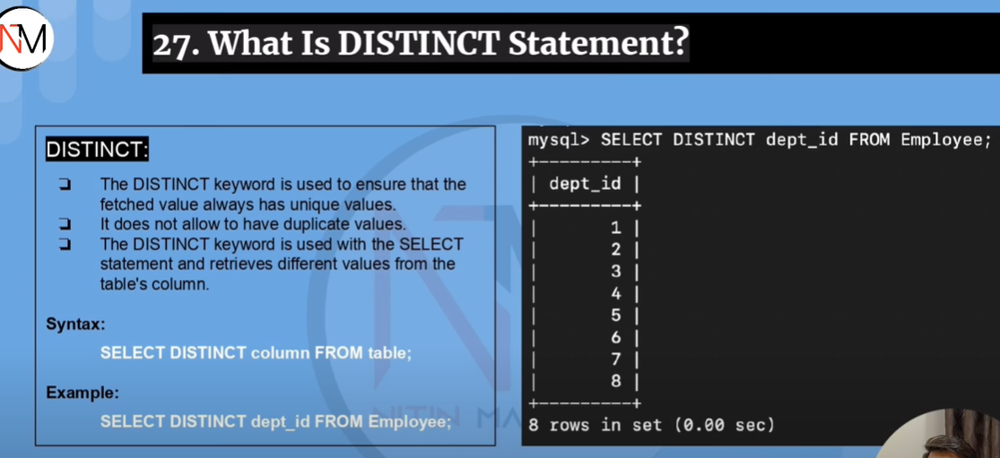 NM
27. What Is DISTINCT Statement?
DISTINCT:
❏ The DISTINCT keyword is used to ensure that the
fetched value always has unique values.
❏ It does not allow to have duplicate values.
❏ The DISTINCT keyword is used with the SELECT
statement and retrieves different values from the
table's column.
Syntax:
SELECT DISTINCT column FROM table;
Example:
SELECT DISTINCT dept_id FROM Employee;
NITIN MA
mysql> SELECT DISTINCT dept_id FROM Employee;
+---------+
| dept_id |
+---------+
| 1 |
| 2 |
| 3 |
| 4 |
| 5 |
| 6 |
| 7 |
| 8 |
+---------+
8 rows in set (0.00 sec)